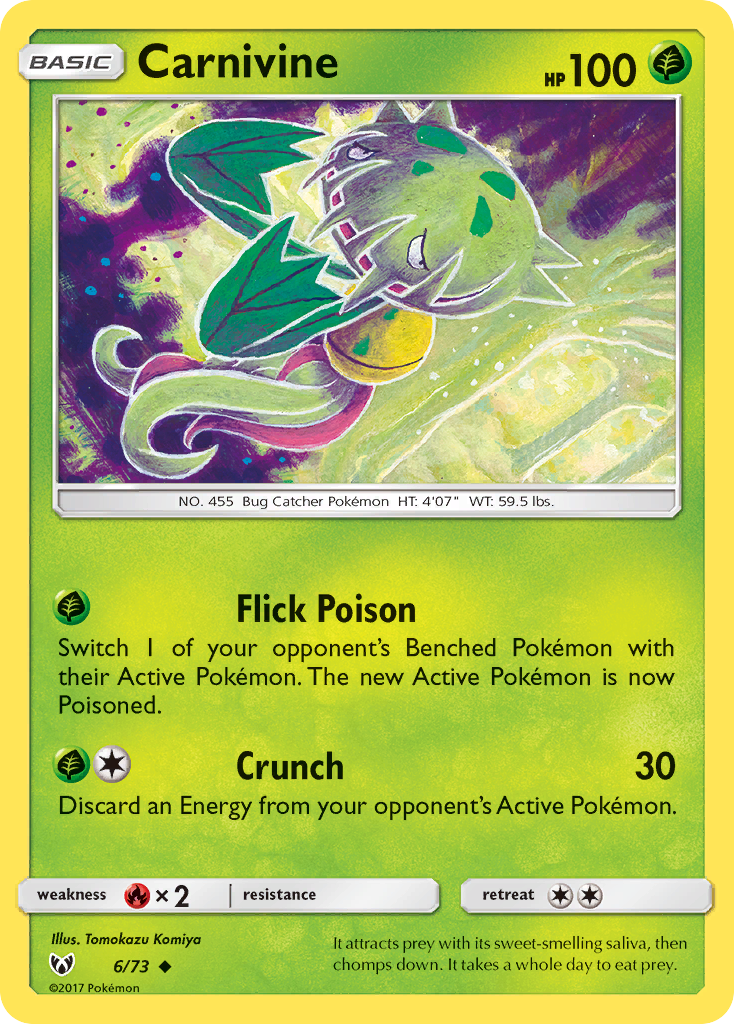 BASIC Carnivine HP 100
NO. 455 Bug Catcher Pokémon HT: 4'07" WT: 59.5 lbs.
Flick Poison
Switch 1 of your opponent's Benched Pokémon with
their Active Pokémon. The new Active Pokémon is now
Poisoned.
Crunch 30
Discard an Energy from your opponent's Active Pokémon.
weakness × 2 resistance retreat
Illus. Tomokazu Komiya
6/73
©2017 Pokémon
It attracts prey with its sweet-smelling saliva, then
chomps down. It takes a whole day to eat prey.